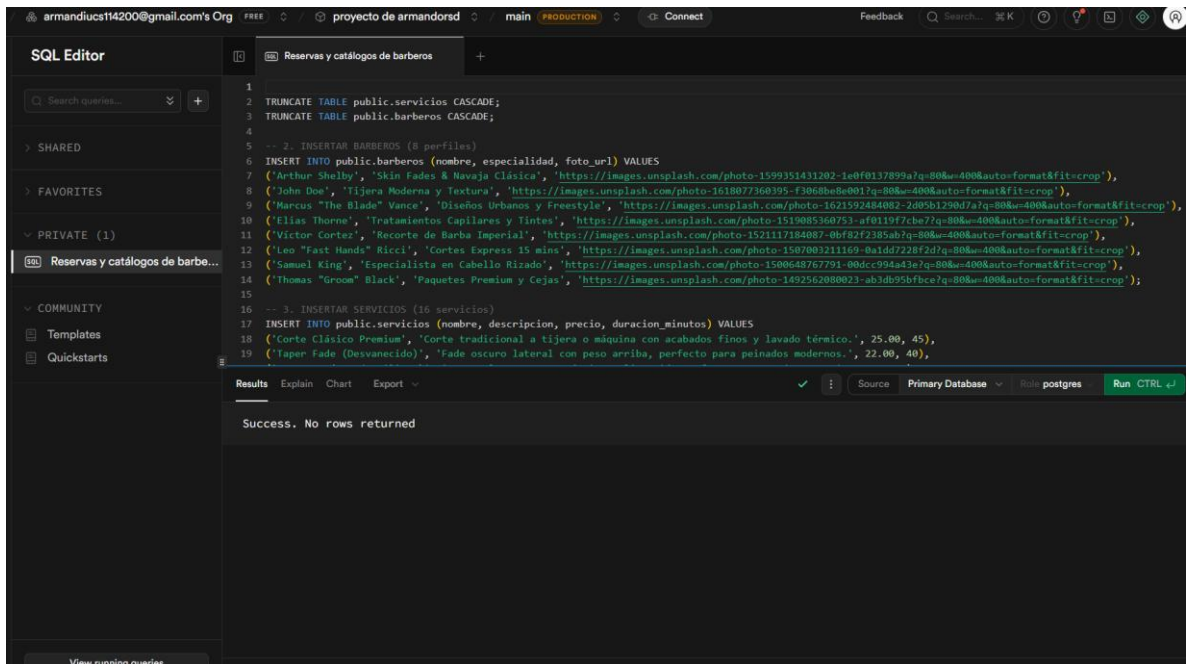 armandiucs114200@gmail.com's Org FREE / proyecto de armandorsd / main PRODUCTION Connect Feedback Search... ⌘K
SQL Editor
Reservas y catálogos de barberos
Search queries...
SHARED
FAVORITES
PRIVATE (1)
Reservas y catálogos de barbe...
COMMUNITY
Templates
Quickstarts
View running queries
1
2 TRUNCATE TABLE public.servicios CASCADE;
3 TRUNCATE TABLE public.barberos CASCADE;
4
5 -- 2. INSERTAR BARBEROS (8 perfiles)
6 INSERT INTO public.barberos (nombre, especialidad, foto_url) VALUES
7 ('Arthur Shelby', 'Skin Fades & Navaja Clásica', 'https://images.unsplash.com/photo-1599351431202-1e0f0137899a?q=80&w=400&auto=format&fit=crop'),
8 ('John Doe', 'Tijera Moderna y Textura', 'https://images.unsplash.com/photo-1618077360395-f3068be8e001?q=80&w=400&auto=format&fit=crop'),
9 ('Marcus "The Blade" Vance', 'Diseños Urbanos y Freestyle', 'https://images.unsplash.com/photo-1621592484082-2d05b1290d7a?q=80&w=400&auto=format&fit=crop'),
10 ('Elias Thorne', 'Tratamientos Capilares y Tintes', 'https://images.unsplash.com/photo-1519085360753-af0119f7cbe7?q=80&w=400&auto=format&fit=crop'),
11 ('Víctor Cortez', 'Recorte de Barba Imperial', 'https://images.unsplash.com/photo-1521117184087-0bf82f2385ab?q=80&w=400&auto=format&fit=crop'),
12 ('Leo "Fast Hands" Ricci', 'Cortes Express 15 mins', 'https://images.unsplash.com/photo-1507003211169-0a1dd7228f2d?q=80&w=400&auto=format&fit=crop'),
13 ('Samuel King', 'Especialista en Cabello Rizado', 'https://images.unsplash.com/photo-1500648767791-00dcc994a43e?q=80&w=400&auto=format&fit=crop'),
14 ('Thomas "Groom" Black', 'Paquetes Premium y Cejas', 'https://images.unsplash.com/photo-1492562080023-ab3db95bfbce?q=80&w=400&auto=format&fit=crop');
15
16 -- 3. INSERTAR SERVICIOS (16 servicios)
17 INSERT INTO public.servicios (nombre, descripcion, precio, duracion_minutos) VALUES
18 ('Corte Clásico Premium', 'Corte tradicional a tijera o máquina con acabados finos y lavado térmico.', 25.00, 45),
19 ('Taper Fade (Desvanecido)', 'Fade oscuro lateral con peso arriba, perfecto para peinados modernos.', 22.00, 40),
Results Explain Chart Export Source Primary Database Role postgres Run CTRL ↵
Success. No rows returned